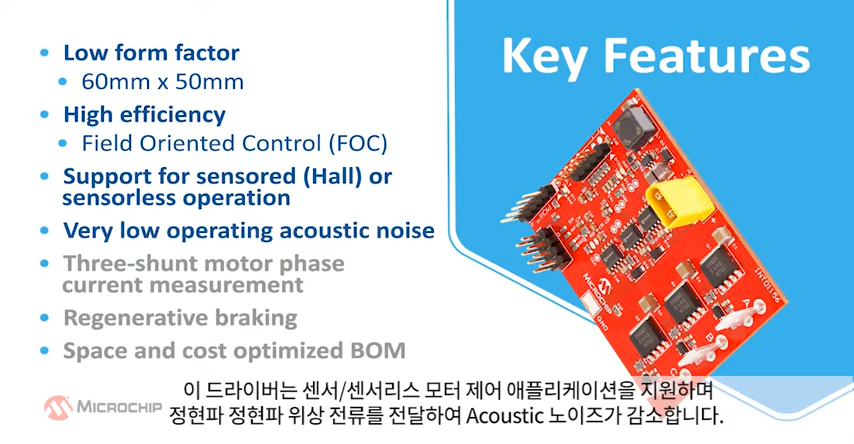 Key Features
Low form factor
60mm x 50mm
High efficiency
Field Oriented Control (FOC)
Support for sensored (Hall) or
sensorless operation
Very low operating acoustic noise
Three-shunt motor phase
current measurement
Regenerative braking
Space and cost optimized BOM
INT01156
MICROCHIP
GND
A
B
C
+
이 드라이버는 센서/센서리스 모터 제어 애플리케이션을 지원하며
정현파 정현파 위상 전류를 전달하여 Acoustic 노이즈가 감소합니다.
MICROCHIP